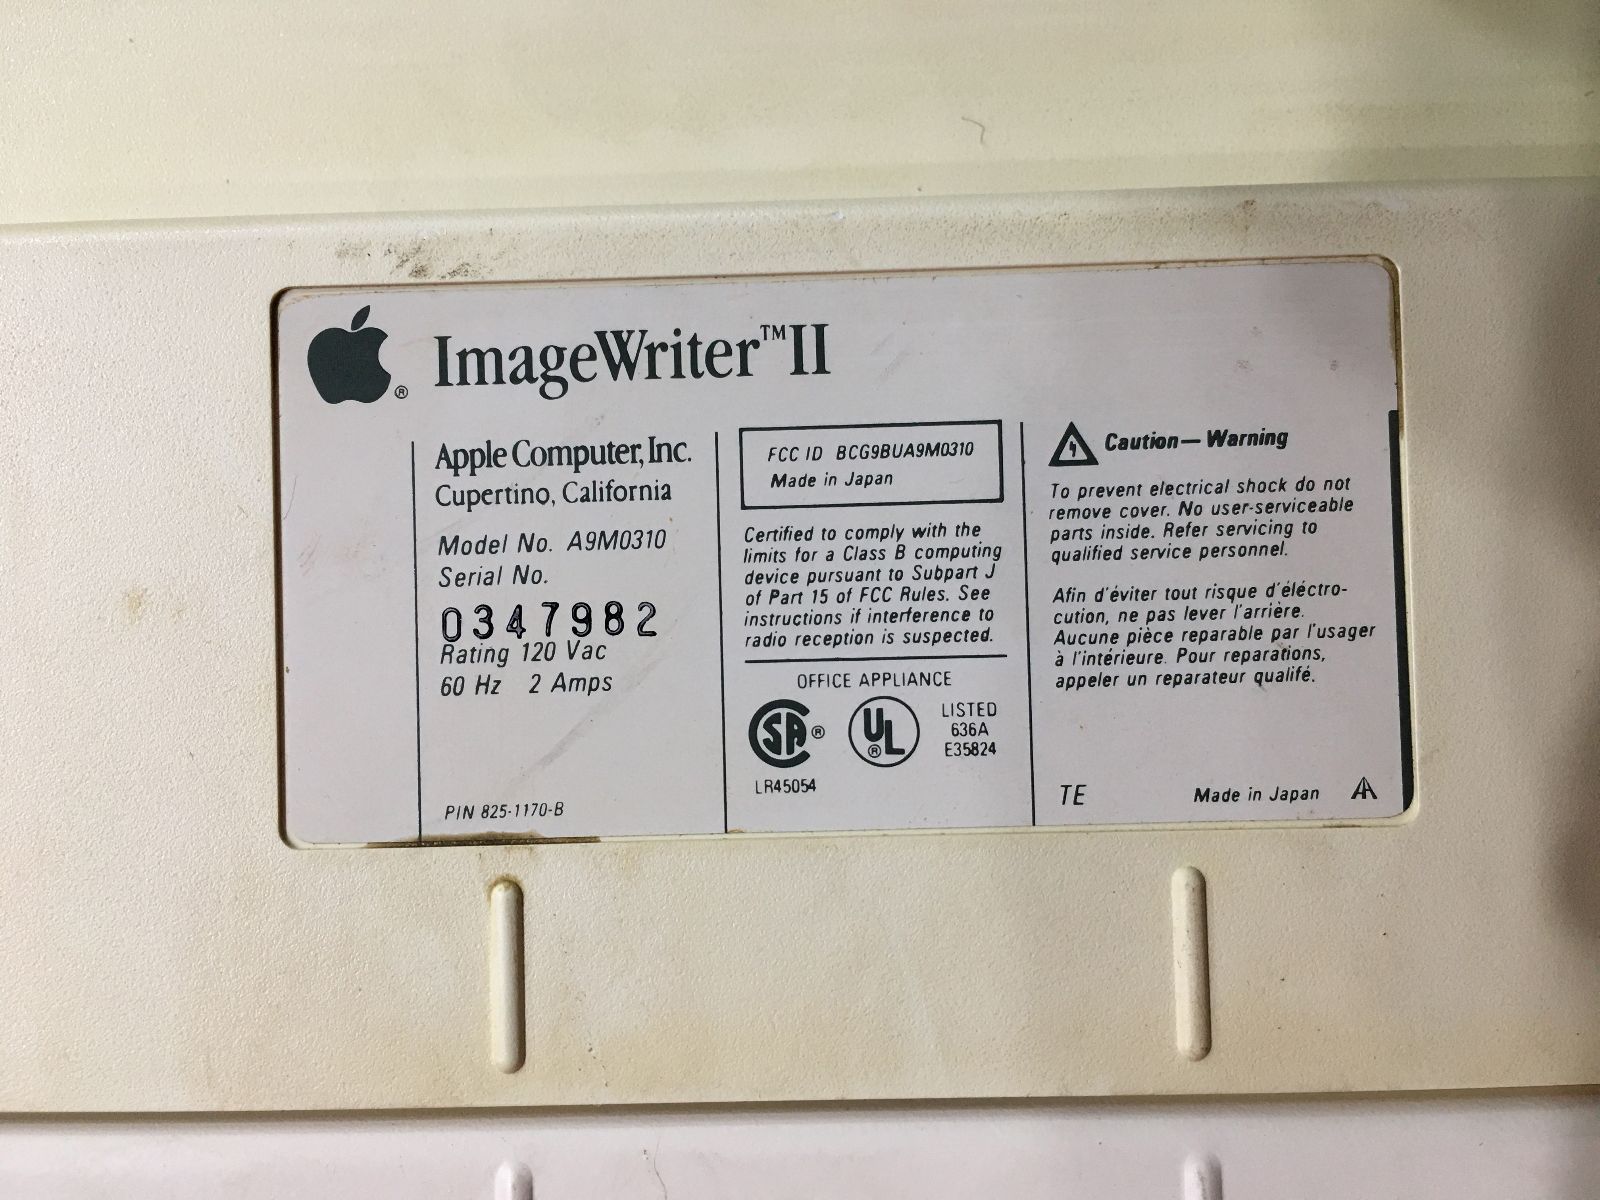 ImageWriter™II
Apple Computer, Inc.
Cupertino, California
Model No. A9M0310
Serial No.
0347982
Rating 120 Vac
60 Hz 2 Amps
P/N 825-1170-B
FCC ID BCG9BUA9M0310
Made in Japan
Certified to comply with the
limits for a Class B computing
device pursuant to Subpart J
of Part 15 of FCC Rules. See
instructions if interference to
radio reception is suspected.
OFFICE APPLIANCE
SA® UL®
LISTED
636A
E35824
LR45054
Caution — Warning
To prevent electrical shock do not
remove cover. No user-serviceable
parts inside. Refer servicing to
qualified service personnel.
Afin d'éviter tout risque d'éléctro-
cution, ne pas lever l'arrière.
Aucune pièce reparable par l'usager
à l'intérieure. Pour reparations,
appeler un reparateur qualifé.
TE Made in Japan